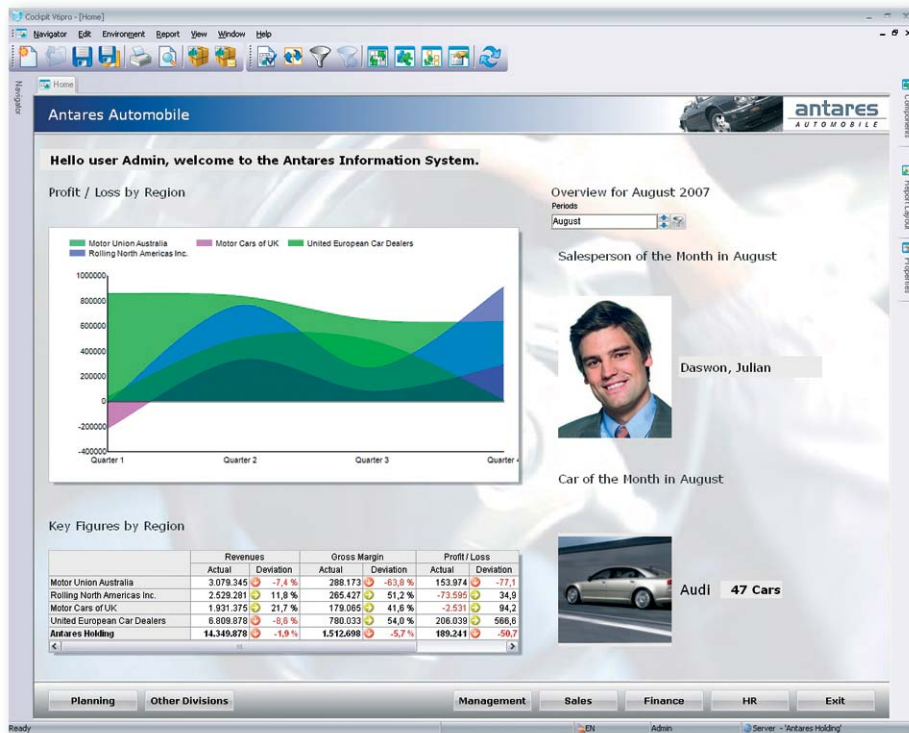 Cockpit V6pro - [Home]
Navigator Edit Environment Report View Window Help
Navigator
Home
Components
Report Layout
Properties
Antares Automobile
antares
AUTOMOBILE
Hello user Admin, welcome to the Antares Information System.
Profit / Loss by Region
Motor Union Australia Motor Cars of UK United European Car Dealers
Rolling North Americas Inc.
1000000
800000
600000
400000
200000
0
-200000
-400000
Quarter 1 Quarter 2 Quarter 3 Quarter 4
Overview for August 2007
Periods
August
Salesperson of the Month in August
Daswon, Julian
Car of the Month in August
Audi 47 Cars
Key Figures by Region
Revenues Gross Margin Profit / Loss
Actual Deviation Actual Deviation Actual Deviation
Motor Union Australia 3.079.345 -7,4 % 288.173 -63,8 % 153.974 -77,1
Rolling North Americas Inc. 2.529.281 11,8 % 265.427 51,2 % -73.595 34,9
Motor Cars of UK 1.931.375 21,7 % 179.065 41,6 % -2.531 94,2
United European Car Dealers 6.809.878 -8,6 % 780.033 54,0 % 206.039 566,6
Antares Holding 14.349.878 -1,9 % 1.512.698 -5,7 % 189.241 -50,7
Planning Other Divisions Management Sales Finance HR Exit
Ready EN Admin Server - 'Antares Holding'